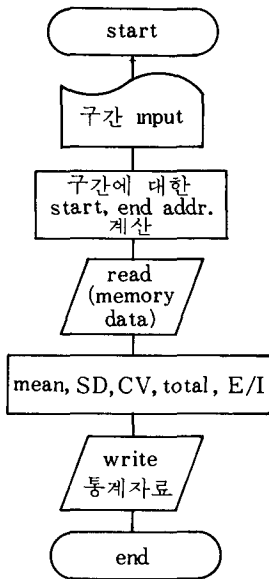 start
구간 input
구간에 대한
start, end addr.
계산
read
(memory
data)
mean, SD, CV, total, E/I
write
통계자료
end